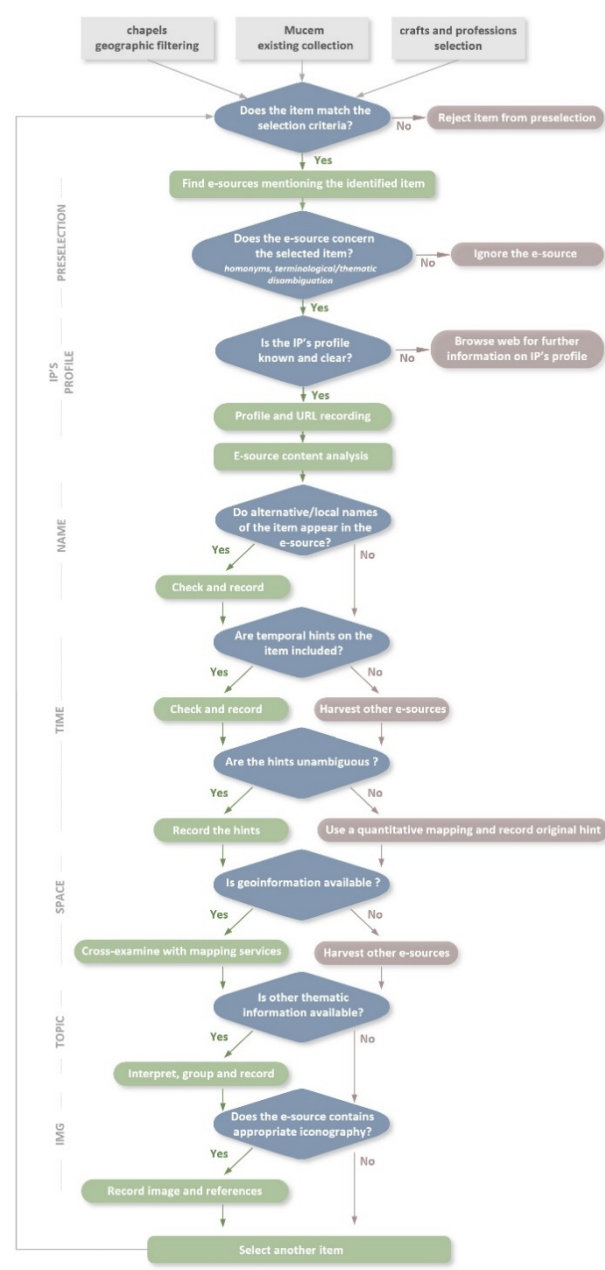 chapels
geographic filtering
Mucem
existing collection
crafts and professions
selection
Does the item match the
selection criteria?
No
Reject item from preselection
Yes
Find e-sources mentioning the identified item
PRESELECTION
Does the e-source concern
the selected item?
homonyms, terminological/thematic
disambiguation
No
Ignore the e-source
Yes
IP'S
PROFILE
Is the IP's profile
known and clear?
No
Browse web for further
information on IP's profile
Yes
Profile and URL recording
E-source content analysis
NAME
Do alternative/local names
of the item appear in the
e-source?
Yes
No
Check and record
Are temporal hints on the
item included?
Yes
No
TIME
Check and record
Harvest other e-sources
Are the hints unambiguous ?
Yes
No
Record the hints
Use a quantitative mapping and record original hint
SPACE
Is geoinformation available ?
Yes
No
Cross-examine with mapping services
Harvest other e-sources
TOPIC
Is other thematic
information available?
Yes
No
Interpret, group and record
IMG
Does the e-source contains
appropriate iconography?
Yes
No
Record image and references
Select another item